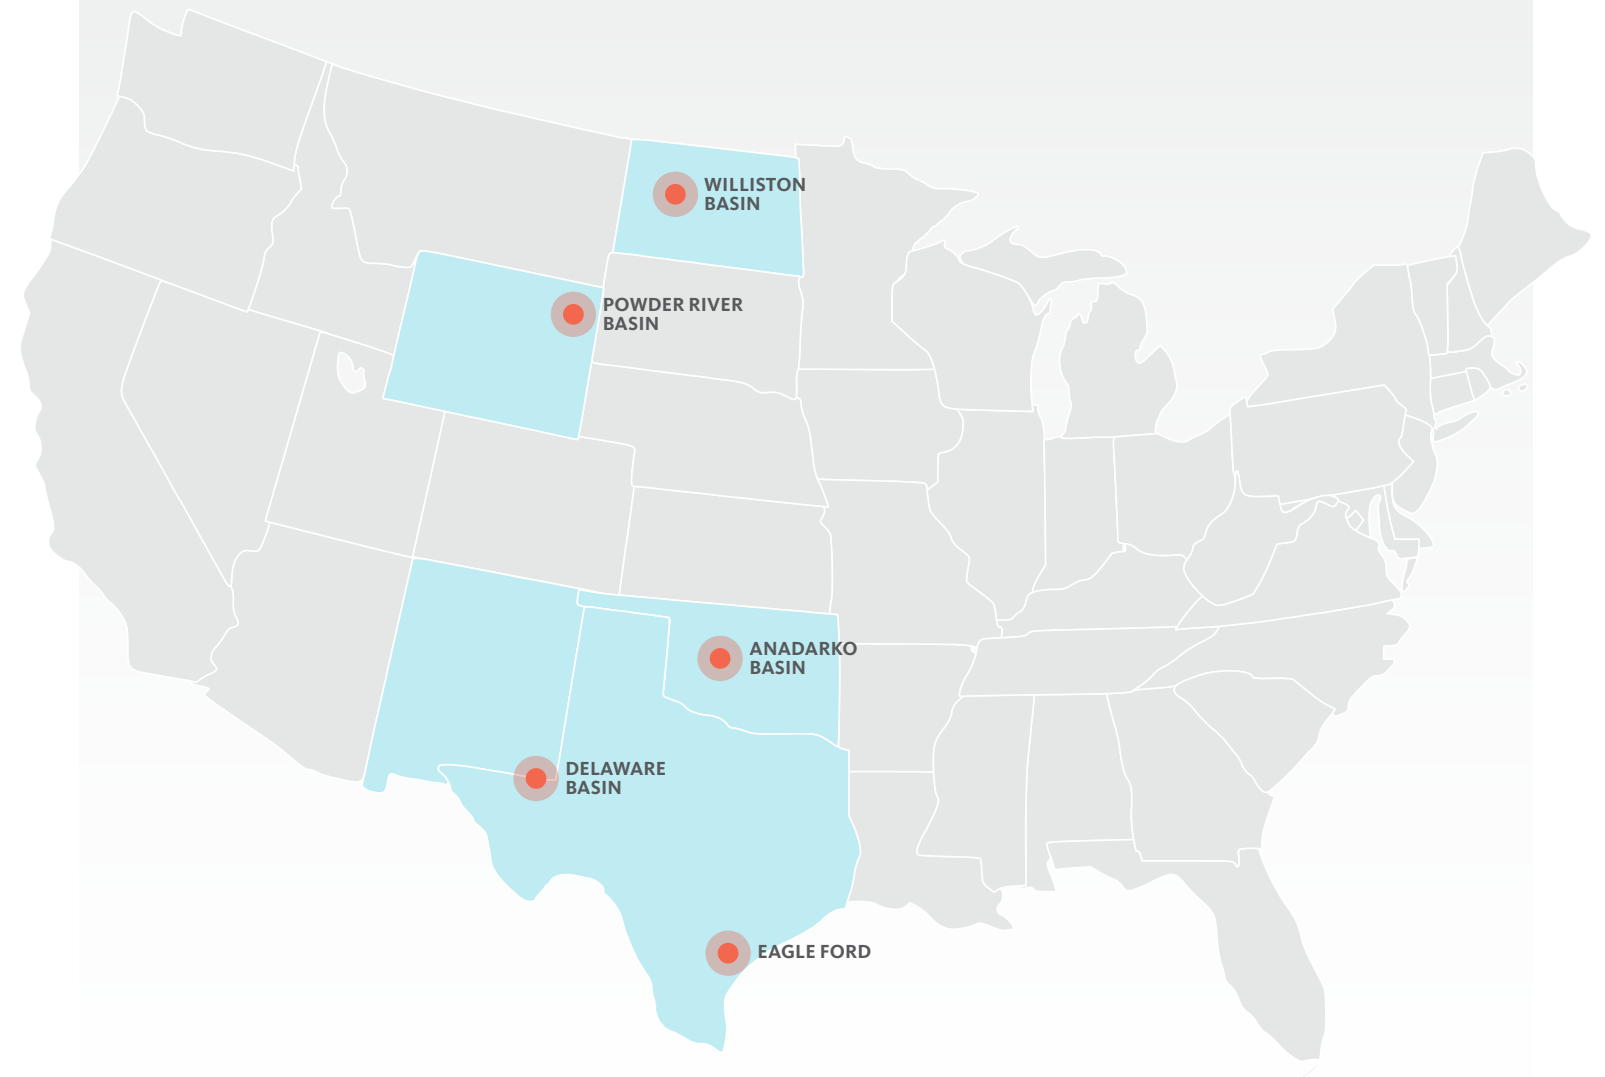 WILLISTON
BASIN
POWDER RIVER
BASIN
ANADARKO
BASIN
DELAWARE
BASIN
EAGLE FORD